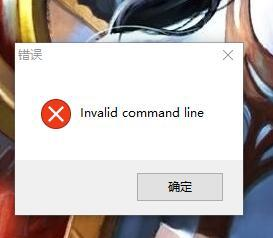 错误
Invalid command line
确定